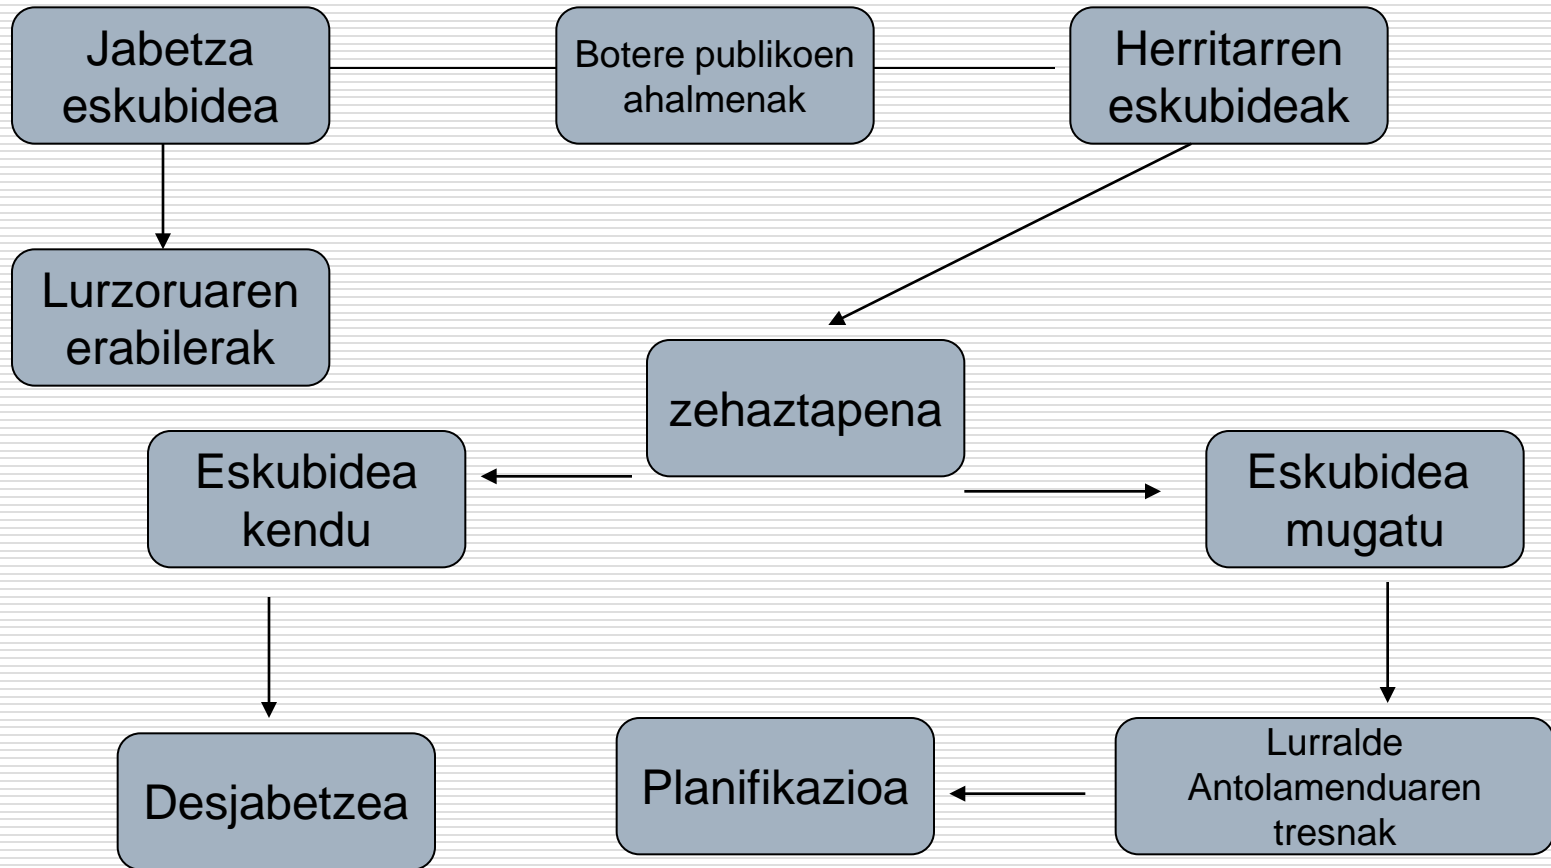 Jabetza
eskubidea
Botere publikoen
ahalmenak
Herritarren
eskubideak
Lurzoruaren
erabilerak
zehaztapena
Eskubidea
kendu
Eskubidea
mugatu
Desjabetzea
Planifikazioa
Lurralde
Antolamenduaren
tresnak